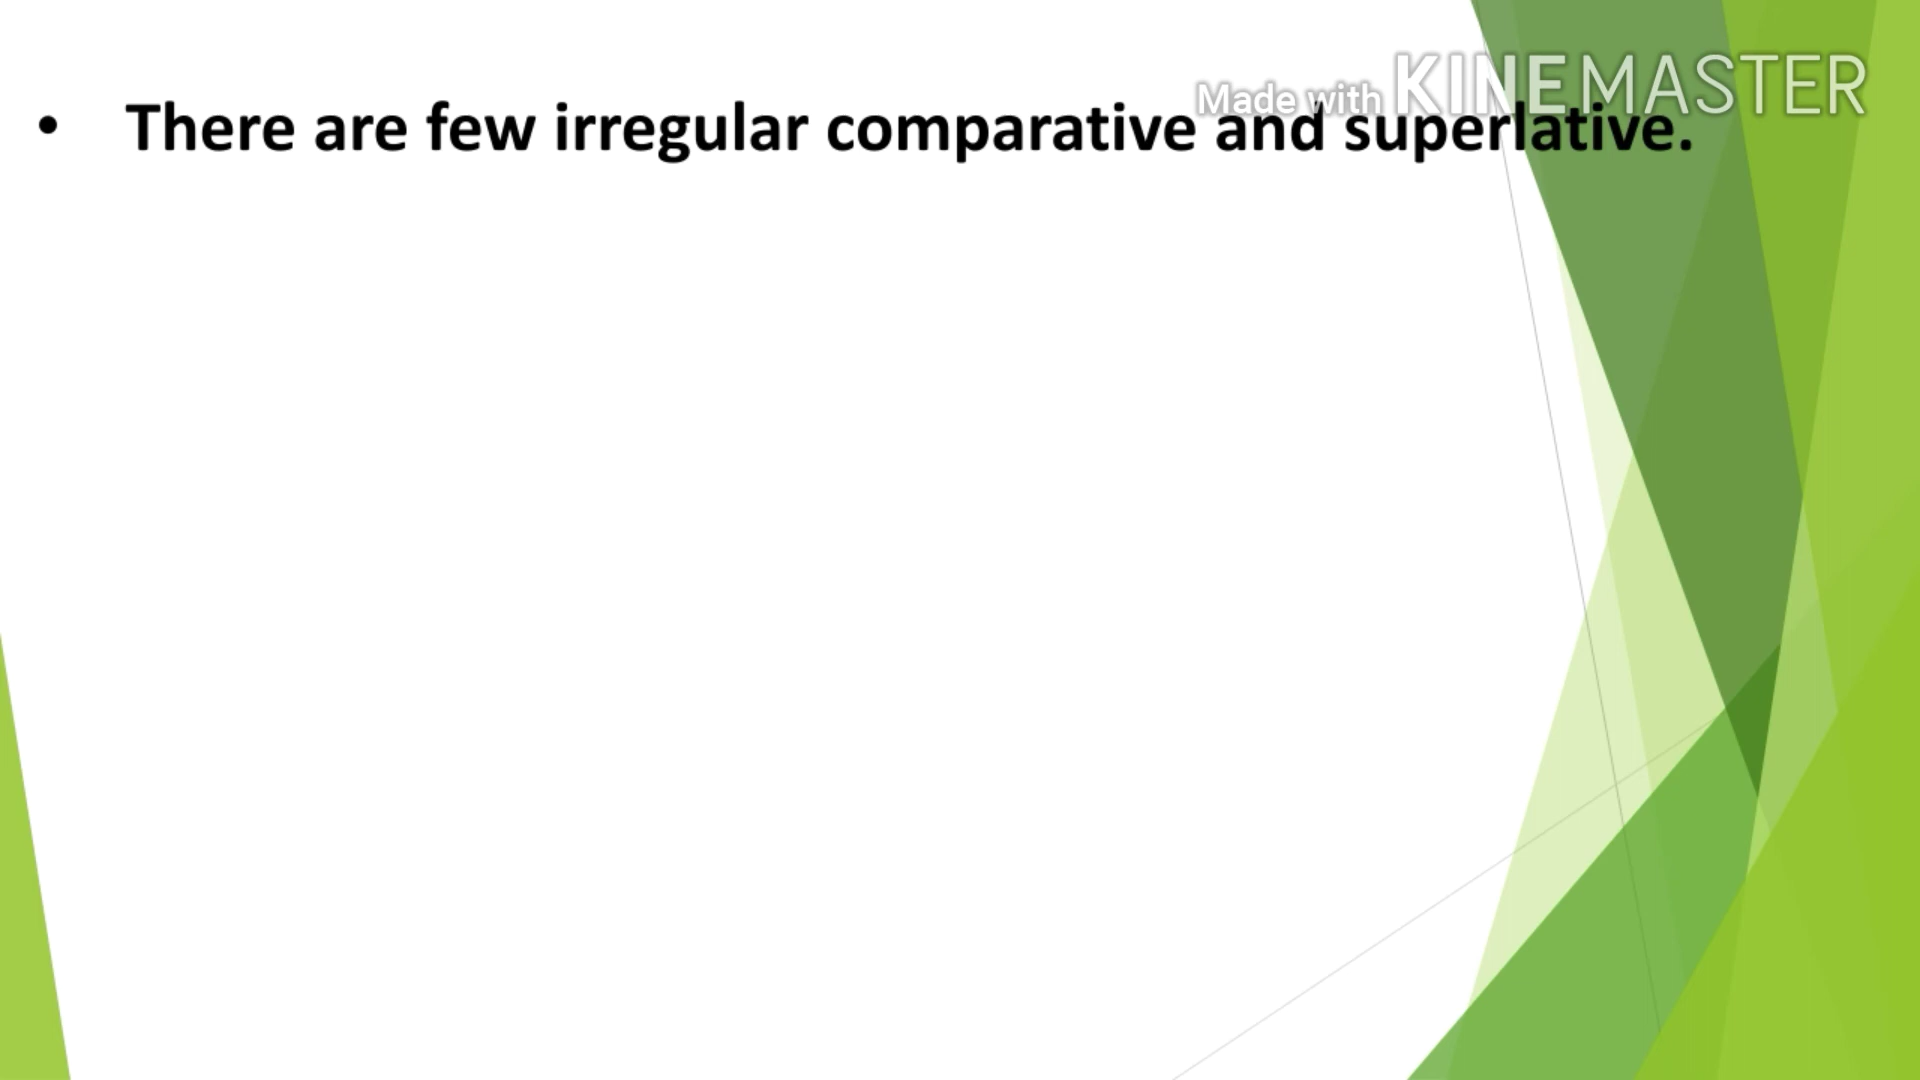 Made with KINEMASTER
• There are few irregular comparative and superlative.